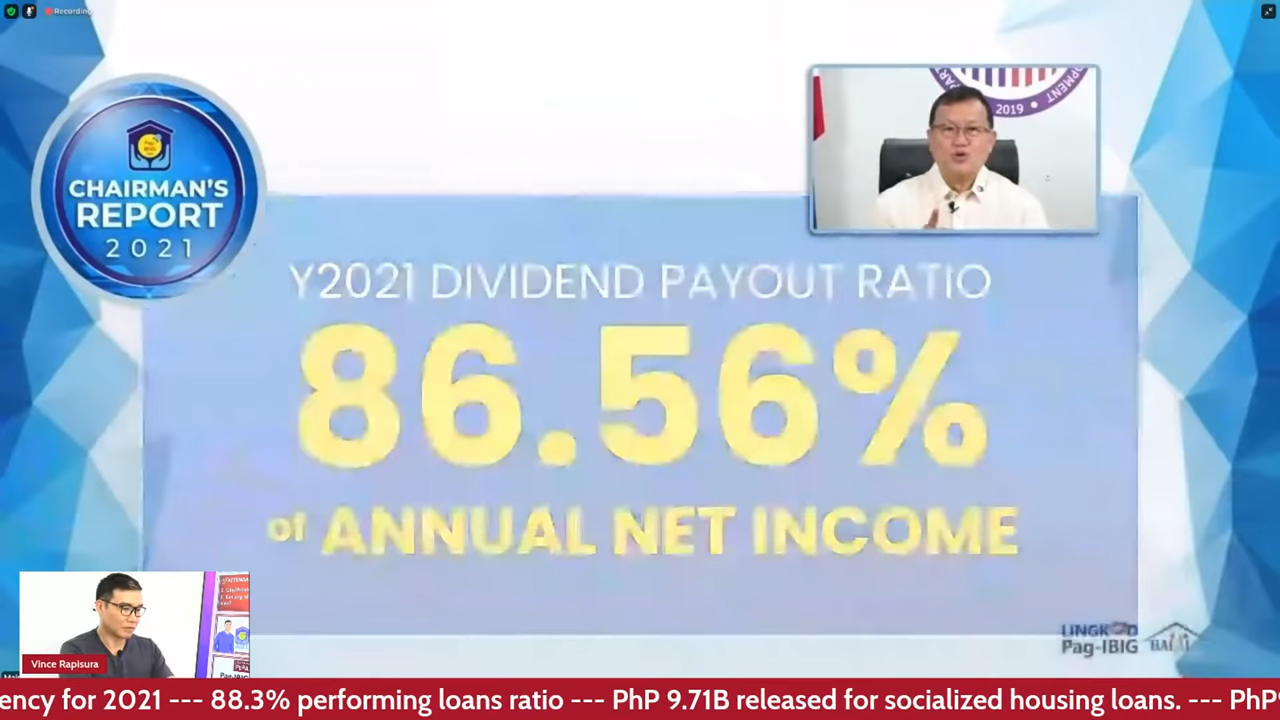 Recording
CHAIRMAN'S
REPORT
2021
2019
Y2021 DIVIDEND PAYOUT RATIO
86.56%
of ANNUAL NET INCOME
Vince Rapisura
LINGKOD
Pag-IBIG
ency for 2021 --- 88.3% performing loans ratio --- PhP 9.71B released for socialized housing loans. --- PhP